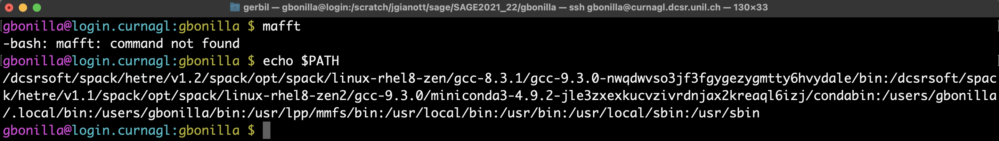 gerbil — gbonilla@login:/scratch/jgianott/sage/SAGE2021_22/gbonilla — ssh gbonilla@curnagl.dcsr.unil.ch — 130×33
[gbonilla@login.curnagl:gbonilla $ mafft ]
-bash: mafft: command not found
[gbonilla@login.curnagl:gbonilla $ echo $PATH ]
/dcsrsoft/spack/hetre/v1.2/spack/opt/spack/linux-rhel8-zen/gcc-8.3.1/gcc-9.3.0-nwqdwvso3jf3fgygezygmtty6hvydale/bin:/dcsrsoft/spac
k/hetre/v1.1/spack/opt/spack/linux-rhel8-zen2/gcc-9.3.0/miniconda3-4.9.2-jle3zxexkucvzivrdnjax2kreaql6izj/condabin:/users/gbonilla
/.local/bin:/users/gbonilla/bin:/usr/lpp/mmfs/bin:/usr/local/bin:/usr/bin:/usr/local/sbin:/usr/sbin
gbonilla@login.curnagl:gbonilla $